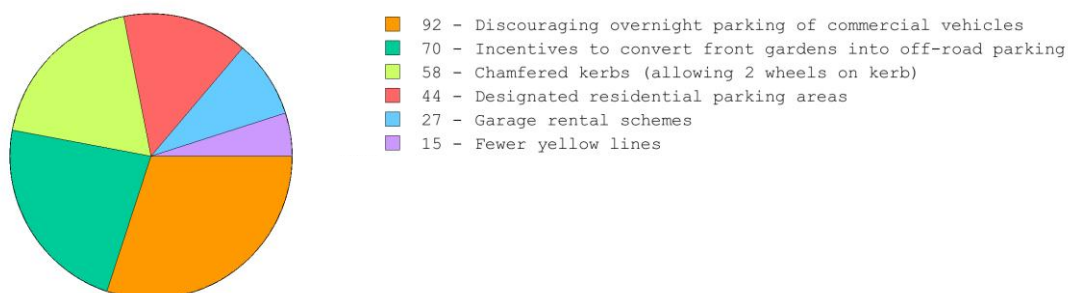 92 - Discouraging overnight parking of commercial vehicles
70 - Incentives to convert front gardens into off-road parking
58 - Chamfered kerbs (allowing 2 wheels on kerb)
44 - Designated residential parking areas
27 - Garage rental schemes
15 - Fewer yellow lines